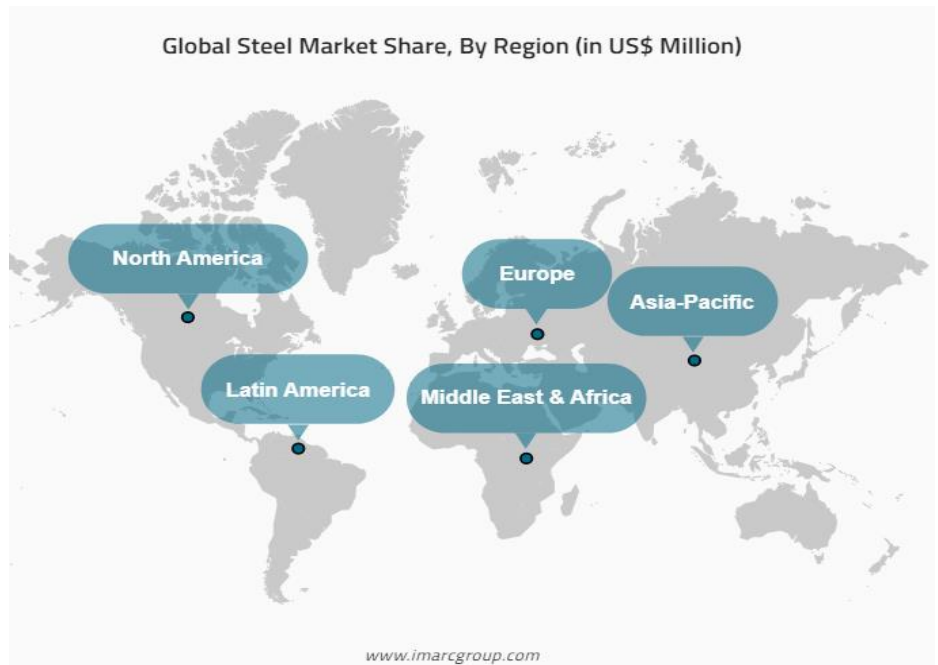 Global Steel Market Share, By Region (in US$ Million)
North America
Europe
Asia-Pacific
Latin America
Middle East & Africa
www.imarcgroup.com